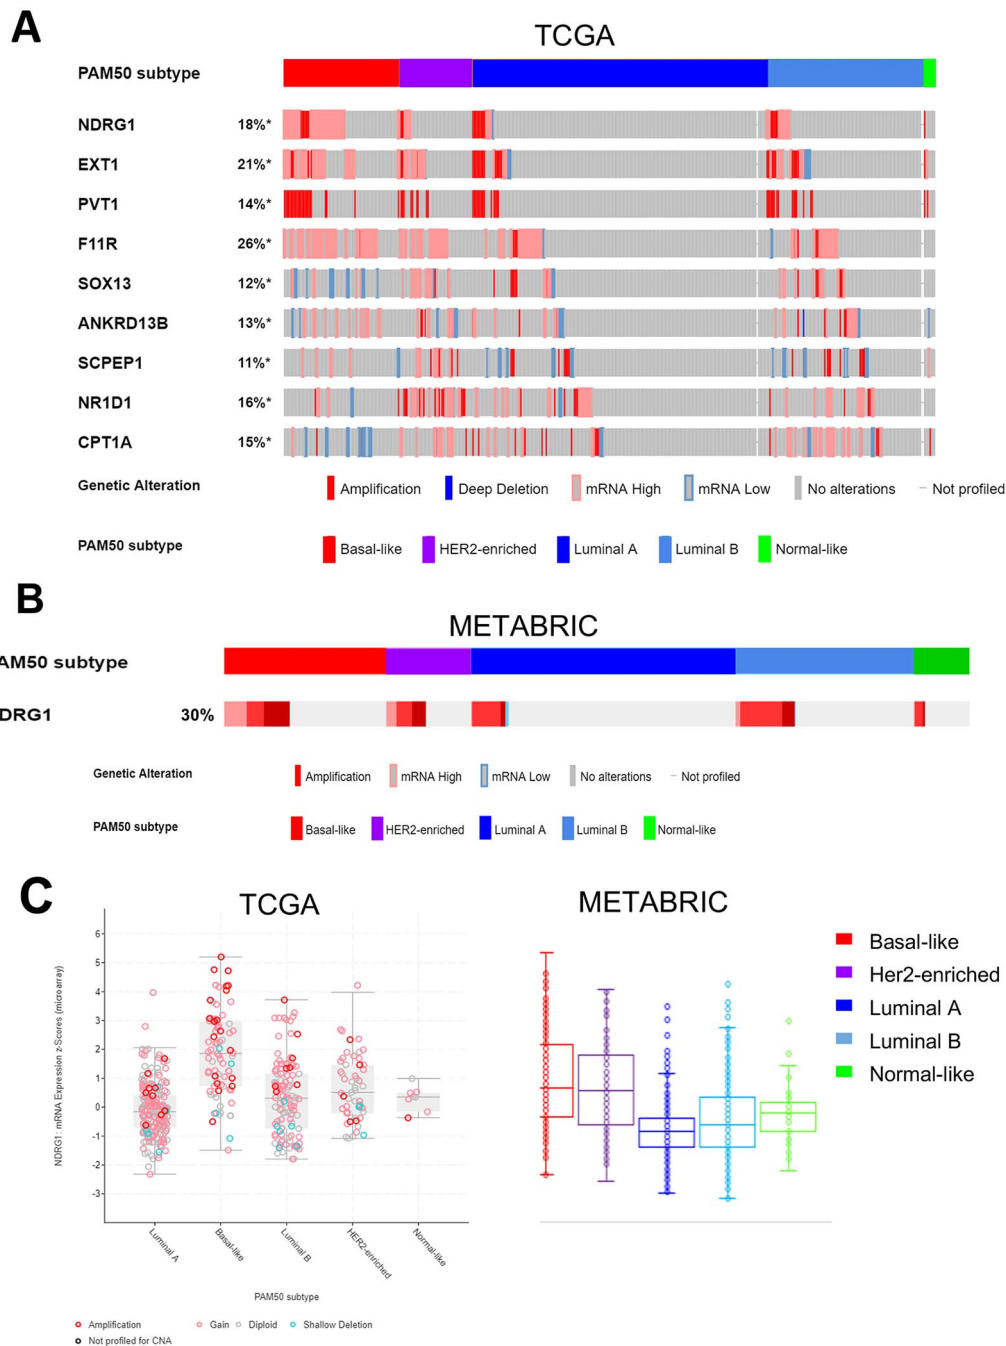 A
TCGA
PAM50 subtype
NDRG1 18%*
EXT1 21%*
PVT1 14%*
F11R 26%*
SOX13 12%*
ANKRD13B 13%*
SCPEP1 11%*
NR1D1 16%*
CPT1A 15%*
Genetic Alteration Amplification Deep Deletion mRNA High mRNA Low No alterations Not profiled
PAM50 subtype Basal-like HER2-enriched Luminal A Luminal B Normal-like
B
METABRIC
AM50 subtype
DRG1 30%
Genetic Alteration Amplification mRNA High mRNA Low No alterations Not profiled
PAM50 subtype Basal-like HER2-enriched Luminal A Luminal B Normal-like
C
TCGA
NDRG1: mRNA Expression z-Scores (microarray)
6
5
4
3
2
1
0
-1
-2
-3
Luminal A
Basal-like
Luminal B
HER2-enriched
Normal-like
PAM50 subtype
Amplification Gain Diploid Shallow Deletion
Not profiled for CNA
METABRIC
Basal-like
Her2-enriched
Luminal A
Luminal B
Normal-like